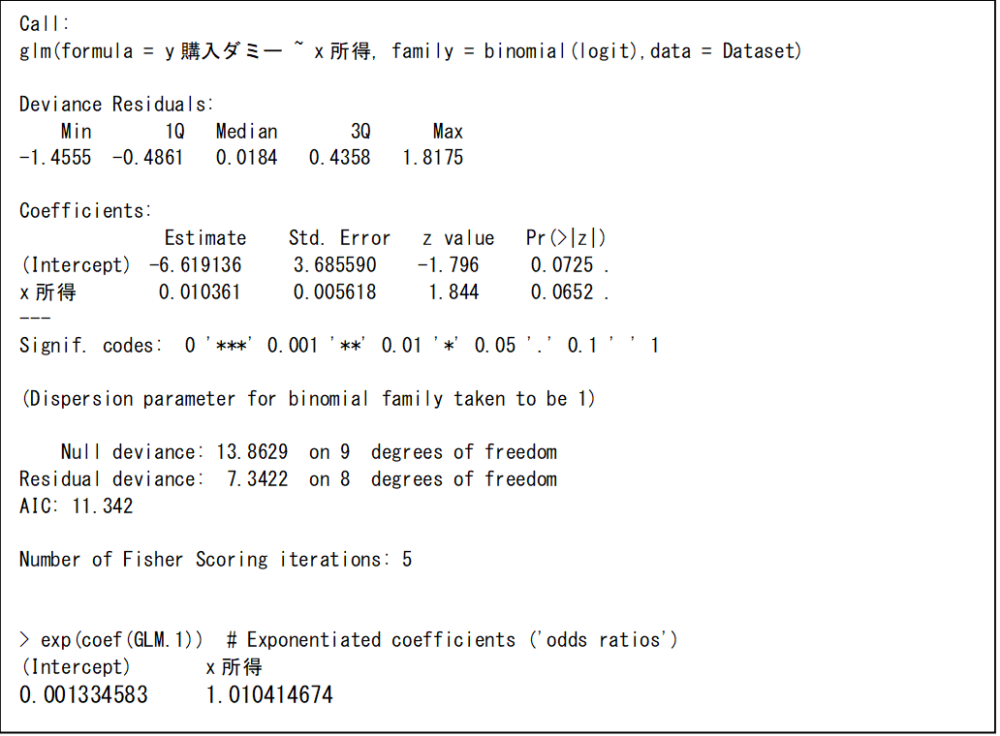 Call:
glm(formula = y購入ダミー ~ x所得, family = binomial(logit),data = Dataset)
Deviance Residuals:
Min 1Q Median 3Q Max
-1.4555 -0.4861 0.0184 0.4358 1.8175
Coefficients:
Estimate Std. Error z value Pr(>|z|)
(Intercept) -6.619136 3.685590 -1.796 0.0725 .
x所得 0.010361 0.005618 1.844 0.0652 .
---
Signif. codes: 0 '***' 0.001 '**' 0.01 '*' 0.05 '.' 0.1 ' ' 1
(Dispersion parameter for binomial family taken to be 1)
Null deviance: 13.8629 on 9 degrees of freedom
Residual deviance: 7.3422 on 8 degrees of freedom
AIC: 11.342
Number of Fisher Scoring iterations: 5
> exp(coef(GLM.1)) # Exponentiated coefficients ('odds ratios')
(Intercept) x所得
0.001334583 1.010414674